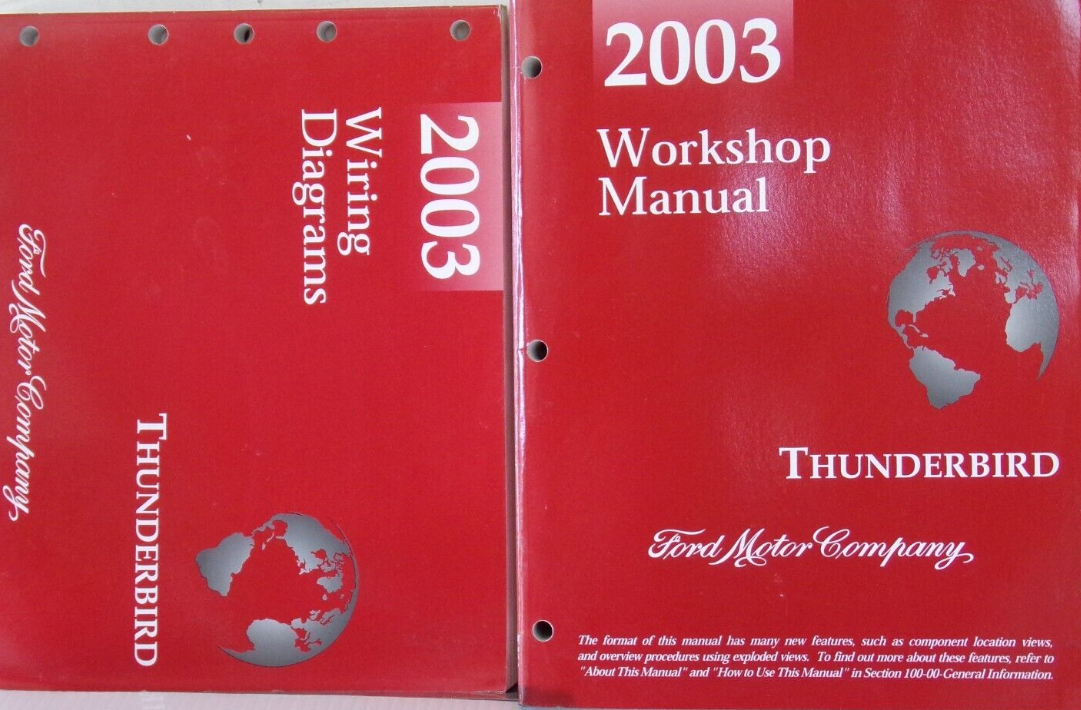 2003
Wiring
Diagrams
THUNDERBIRD
Ford Motor Company
2003
Workshop
Manual
THUNDERBIRD
Ford Motor Company
The format of this manual has many new features, such as component location views,
and overview procedures using exploded views. To find out more about these features, refer to
"About This Manual" and "How to Use This Manual" in Section 100-00-General Information.